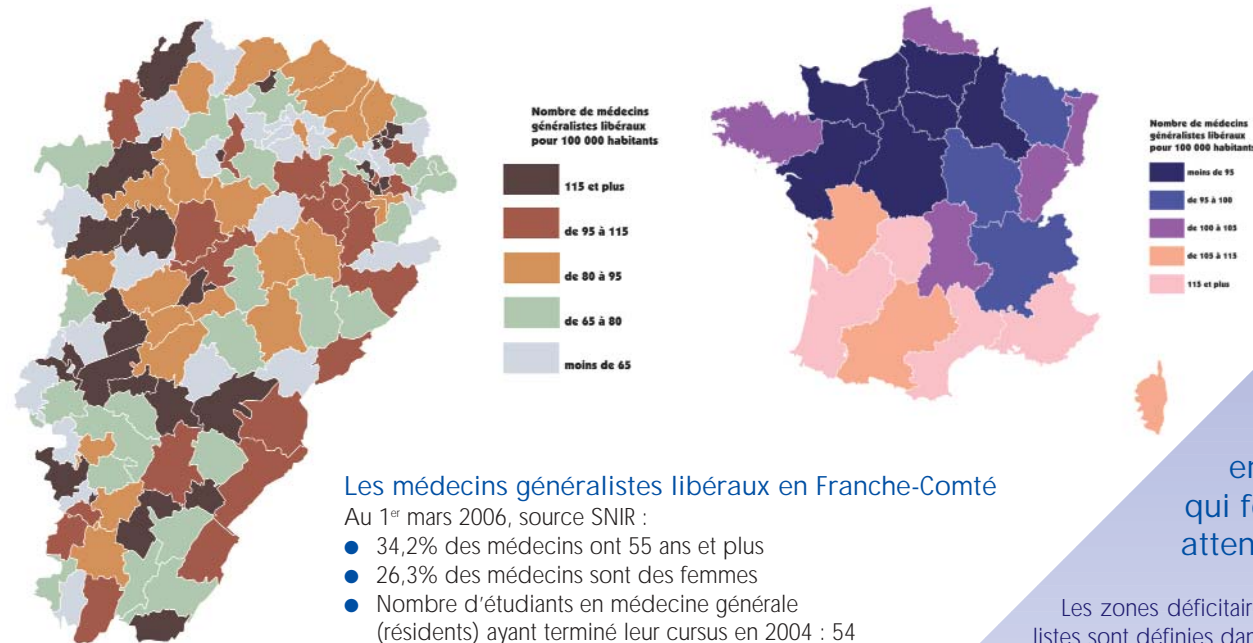 Nombre de médecins
généralistes libéraux
pour 100 000 habitants
115 et plus
de 95 à 115
de 80 à 95
de 65 à 80
moins de 65
Nombre de médecins
généralistes libéraux
pour 100 000 habitants
moins de 95
de 95 à 100
de 100 à 105
de 105 à 115
115 et plus
Les médecins généralistes libéraux en Franche-Comté
Au 1er mars 2006, source SNIR :
● 34,2% des médecins ont 55 ans et plus
● 26,3% des médecins sont des femmes
● Nombre d'étudiants en médecine générale
(résidents) ayant terminé leur cursus en 2004 : 54
en
qui f
atten
Les zones déficitair
listes sont définies dan